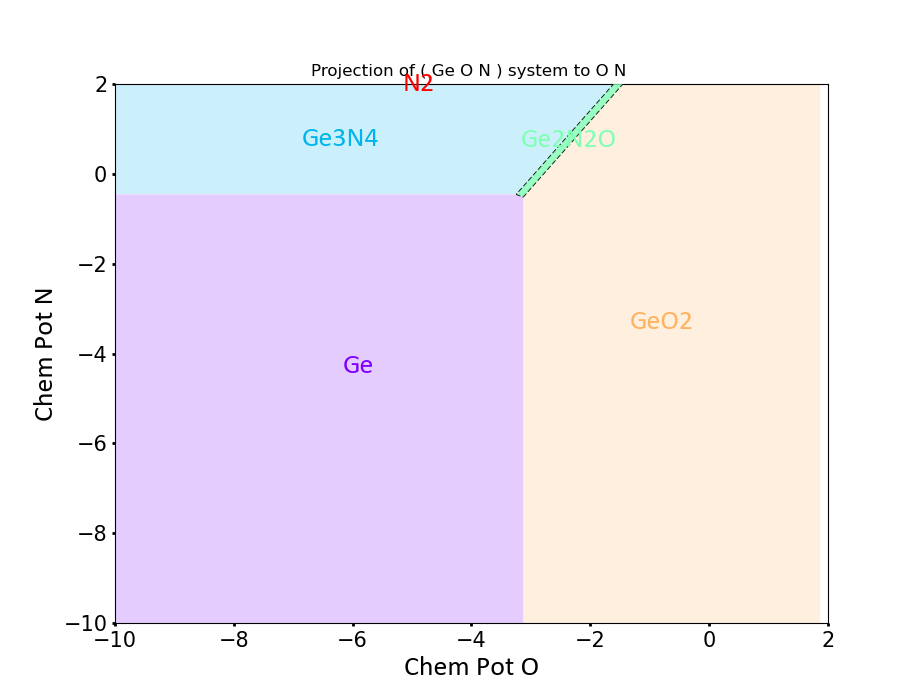 Projection of ( Ge O N ) system to O N
N2
2
Ge3N4
Ge2N2O
0
−2
Chem Pot N
GeO2
−4
Ge
−6
−8
−10
−10 −8 −6 −4 −2 0 2
Chem Pot O